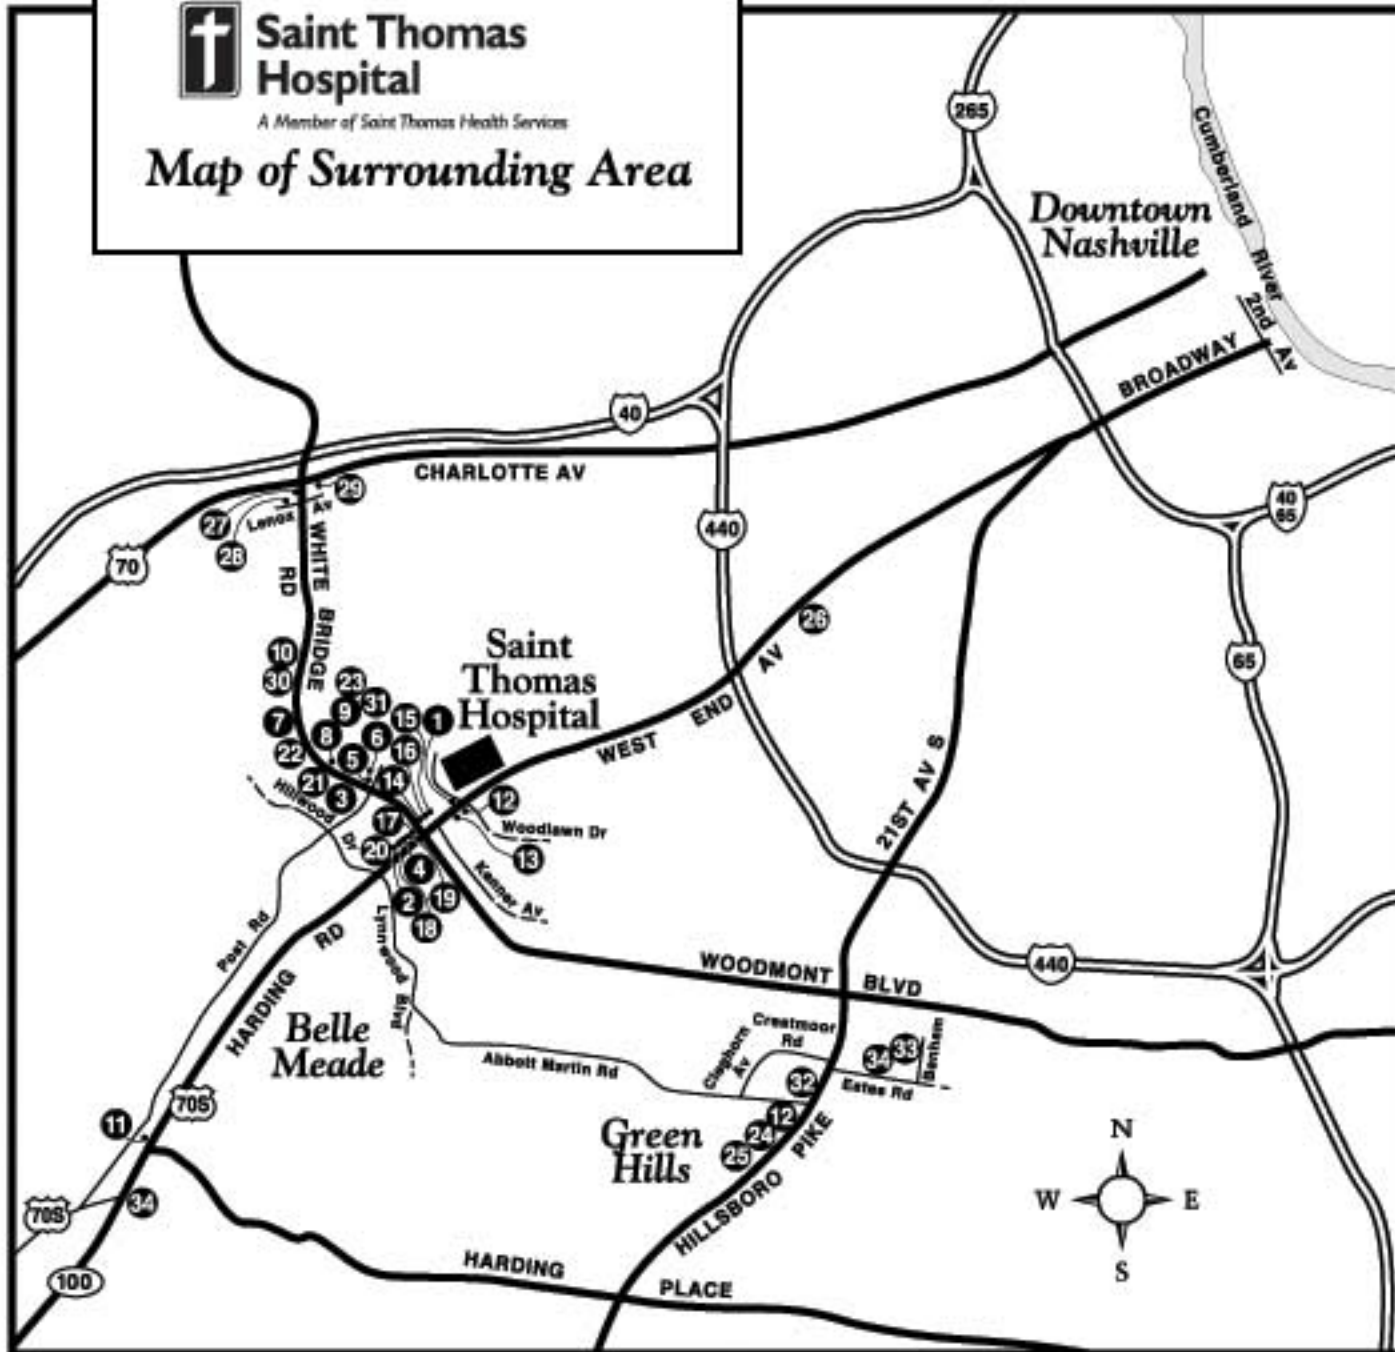 Saint Thomas
Hospital
A Member of Saint Thomas Health Services
Map of Surrounding Area
265
Cumberland River
Downtown
Nashville
2nd Av
BROADWAY
40
CHARLOTTE AV
29
27
Lenox Av
28
70
440
40
65
WHITE BRIDGE RD
26
10
30
23
31
9
15
1
7
8
6
16
22
5
21
14
3
Saint
Thomas
Hospital
WEST END AV
65
Hillwood Dr
12
Woodlawn Dr
17
20
13
4
2
19
18
Kenner Av
21ST AV S
Post Rd
HARDING RD
Lynnwood Blvd
WOODMONT BLVD
440
Belle
Meade
Abbott Martin Rd
Cleghorn Av
Crestmoor
Rd
34
33
Benham
32
Estes Rd
70S
11
12
24
25
Green
Hills
HILLSBORO PIKE
N
W
E
S
70S
34
100
HARDING PLACE